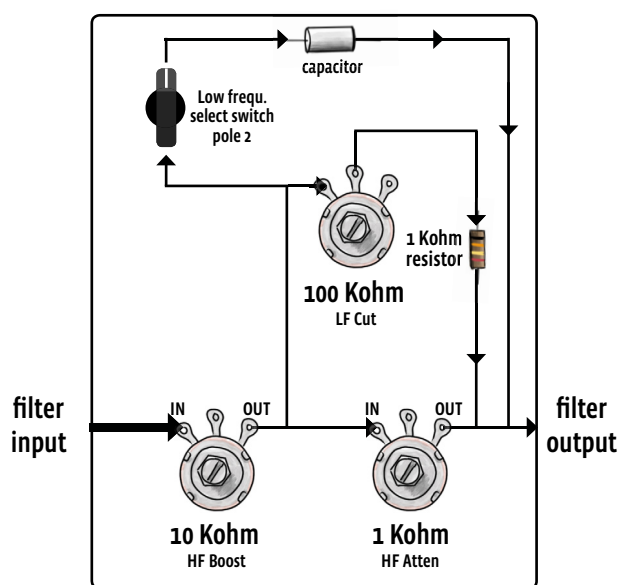 capacitor
Low frequ.
select switch
pole 2
1 Kohm
resistor
100 Kohm
LF Cut
filter
input
IN
OUT
IN
OUT
filter
output
10 Kohm
HF Boost
1 Kohm
HF Atten